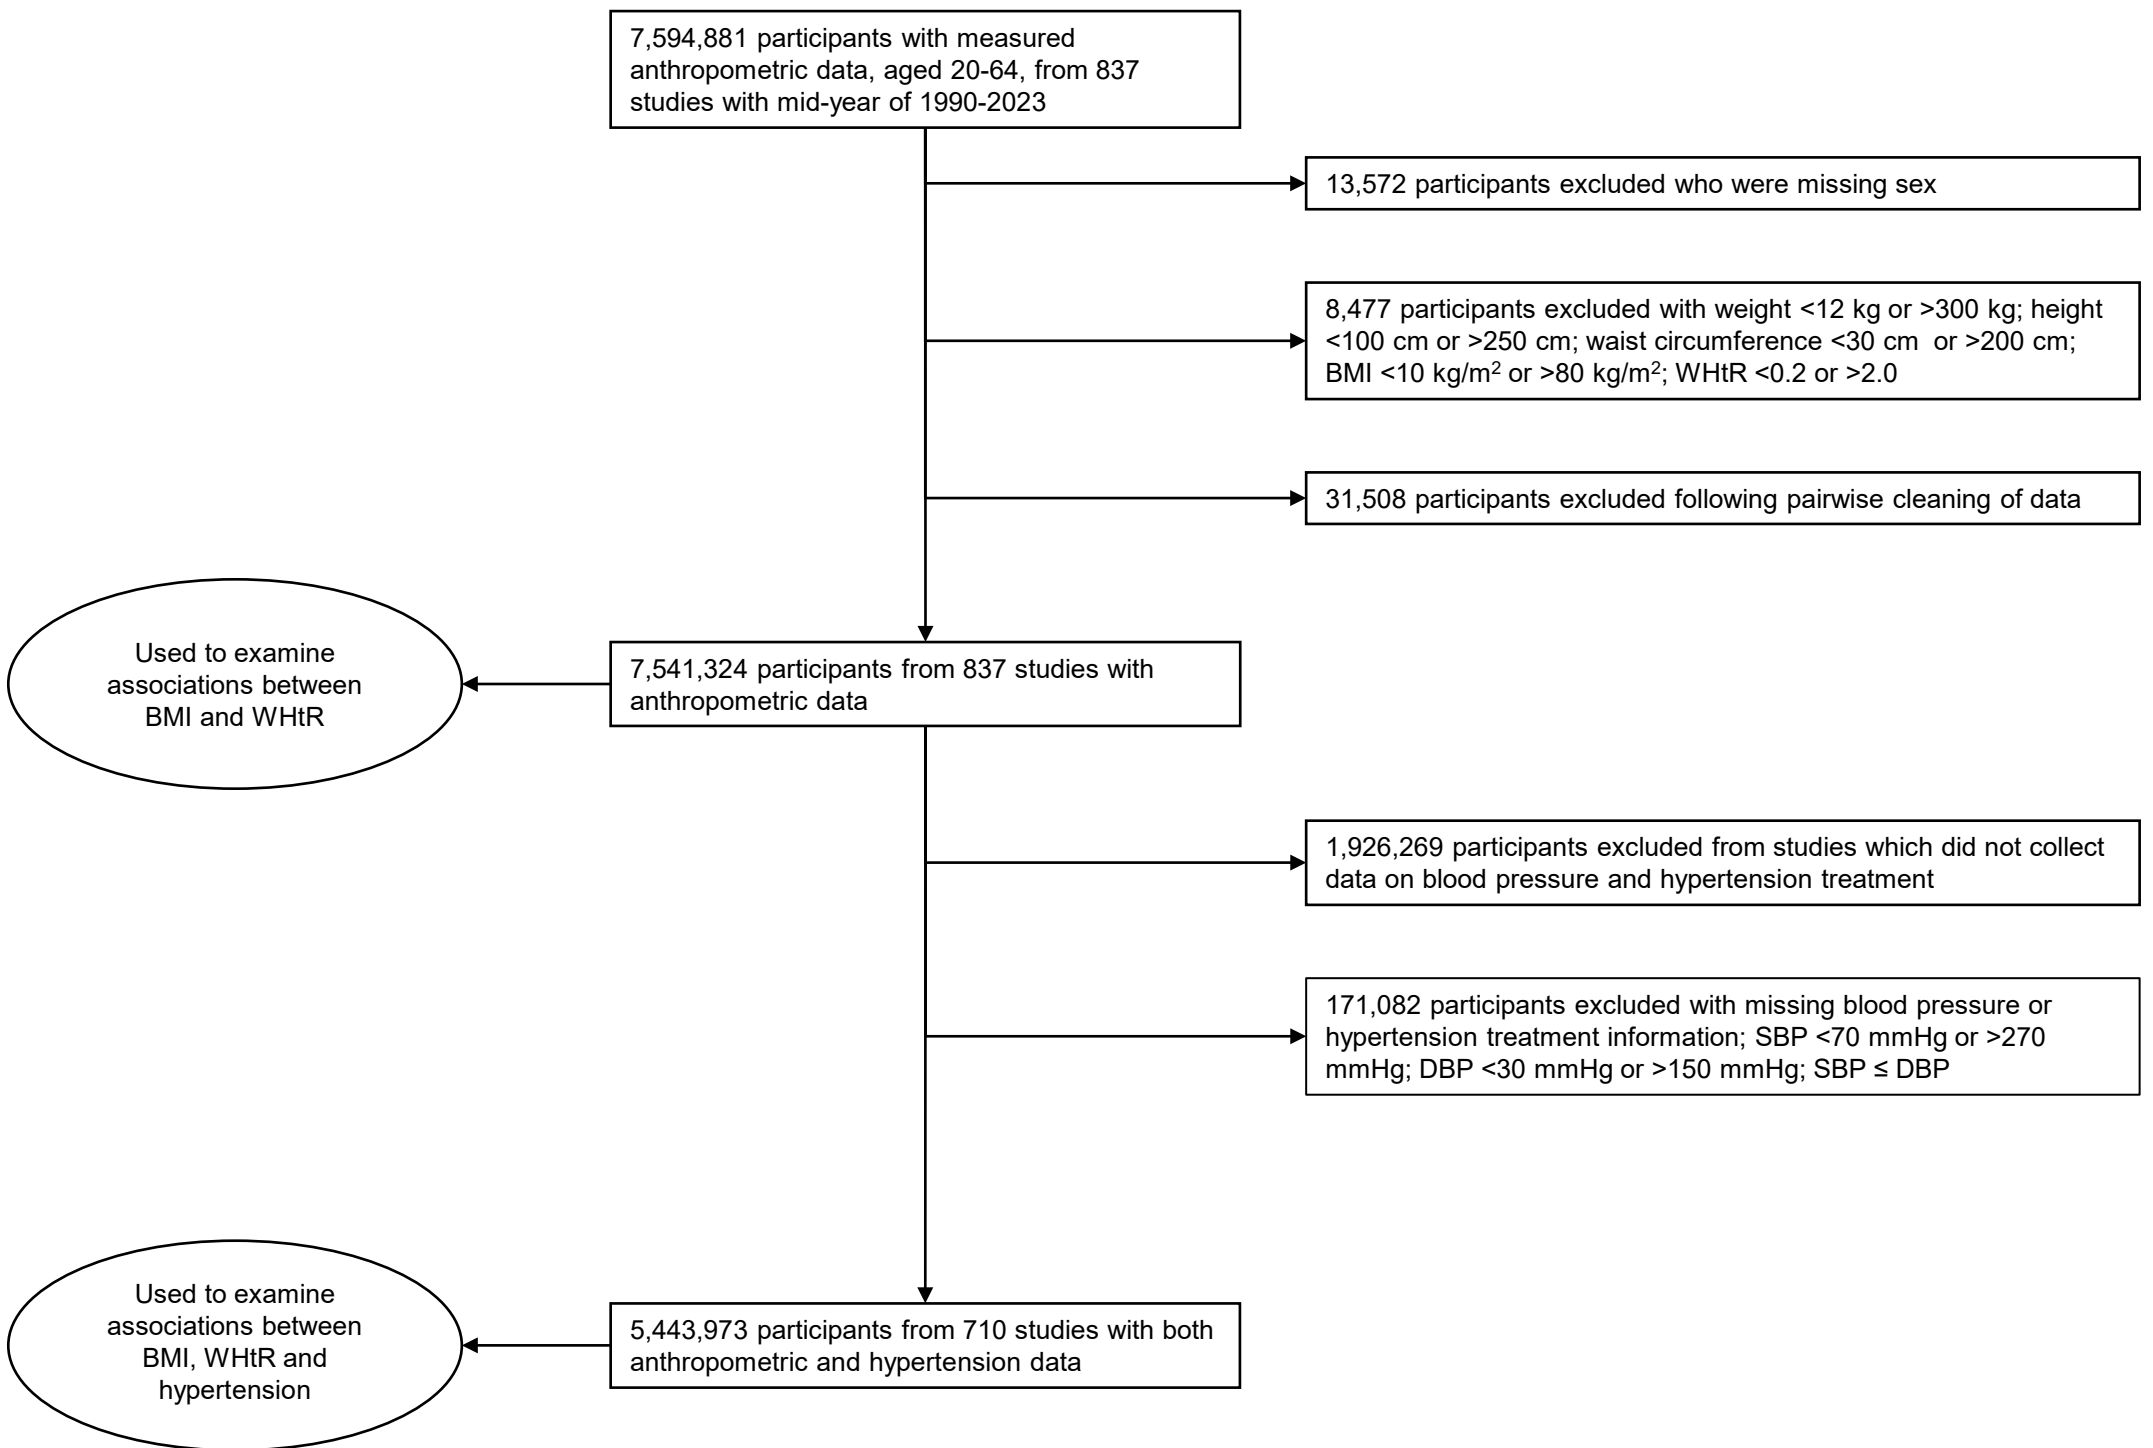 7,594,881 participants with measured
anthropometric data, aged 20-64, from 837
studies with mid-year of 1990-2023
13,572 participants excluded who were missing sex
8,477 participants excluded with weight <12 kg or >300 kg; height
<100 cm or >250 cm; waist circumference <30 cm or >200 cm;
BMI <10 kg/m² or >80 kg/m²; WHtR <0.2 or >2.0
31,508 participants excluded following pairwise cleaning of data
Used to examine
associations between
BMI and WHtR
7,541,324 participants from 837 studies with
anthropometric data
1,926,269 participants excluded from studies which did not collect
data on blood pressure and hypertension treatment
171,082 participants excluded with missing blood pressure or
hypertension treatment information; SBP <70 mmHg or >270
mmHg; DBP <30 mmHg or >150 mmHg; SBP ≤ DBP
Used to examine
associations between
BMI, WHtR and
hypertension
5,443,973 participants from 710 studies with both
anthropometric and hypertension data